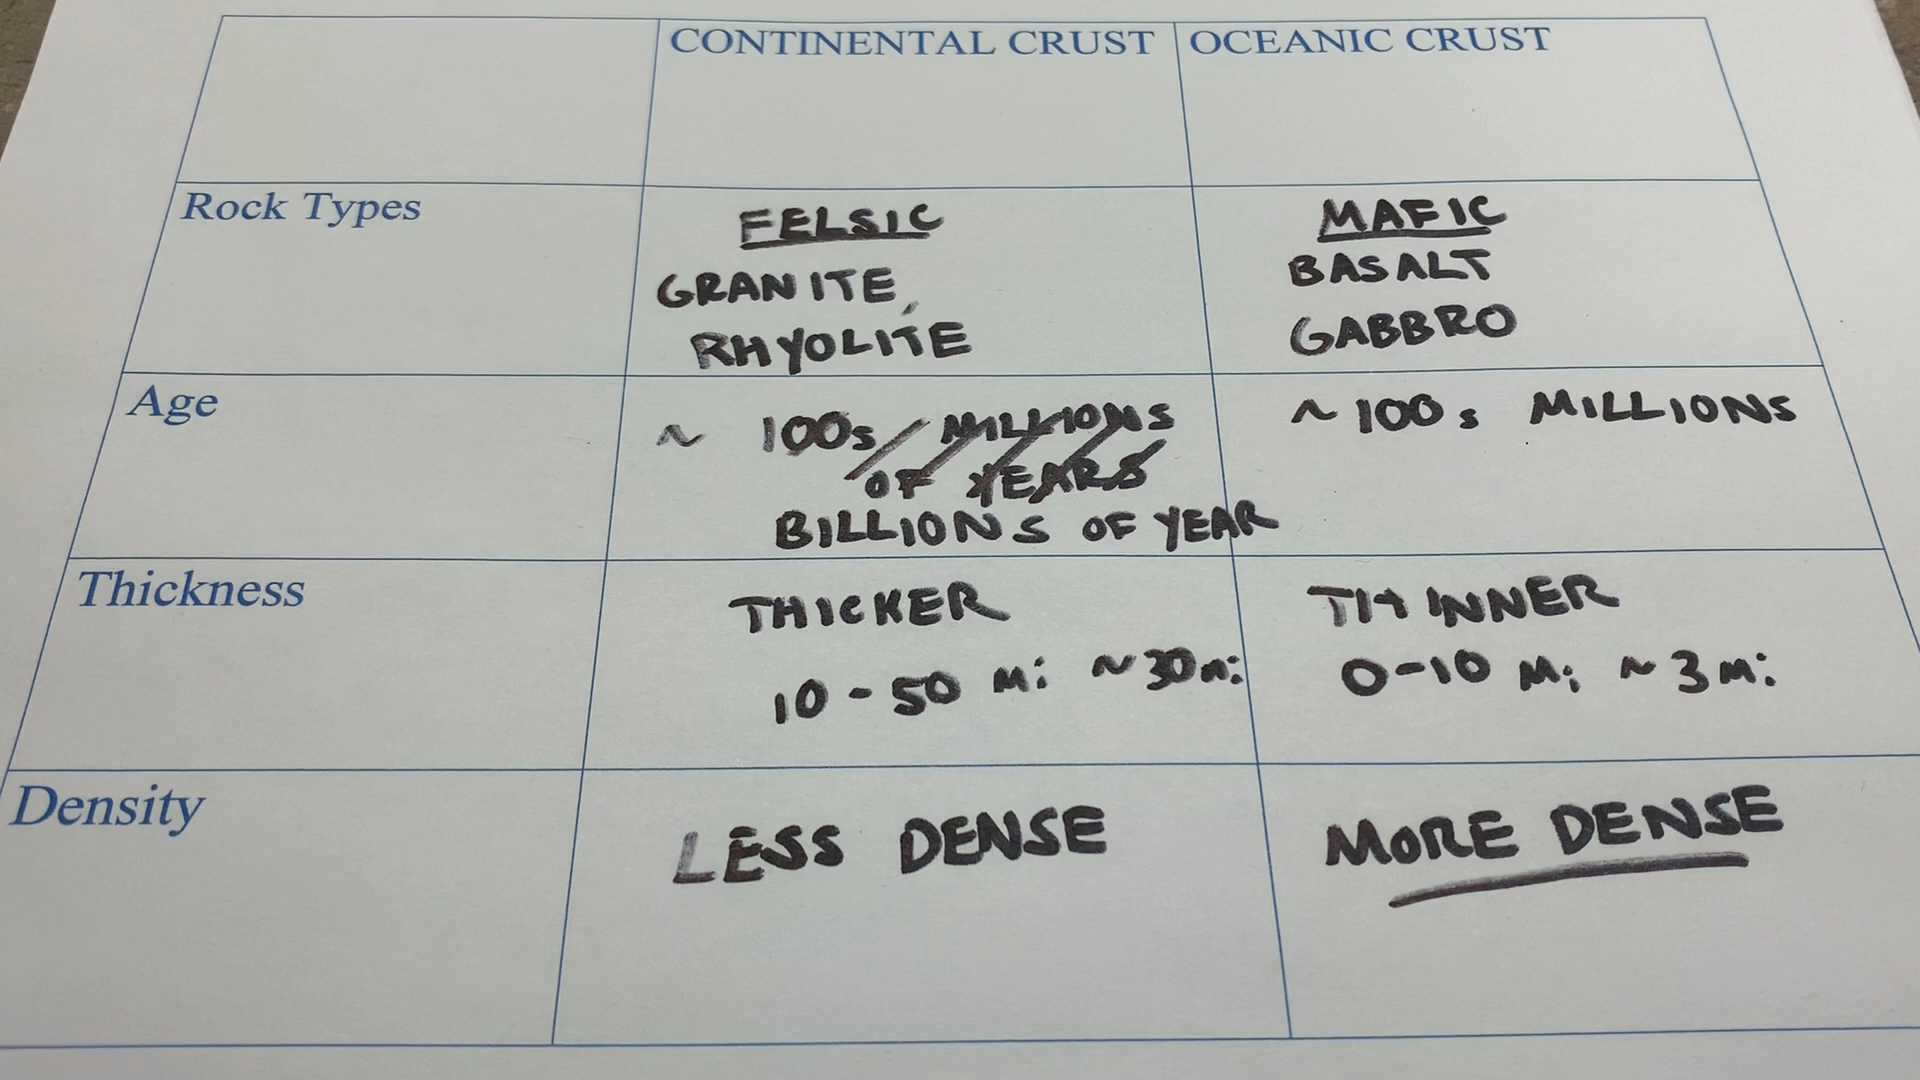 CONTINENTAL CRUST
OCEANIC CRUST
Rock Types
FELSIC
GRANITE,
RHYOLITE
MAFIC
BASALT
GABBRO
Age
~ 100s MILLIONS
OF YEARS
BILLIONS OF YEAR
~ 100s MILLIONS
Thickness
THICKER
10-50 mi ~30mi
THINNER
0-10 Mi ~3mi
Density
LESS DENSE
MORE DENSE